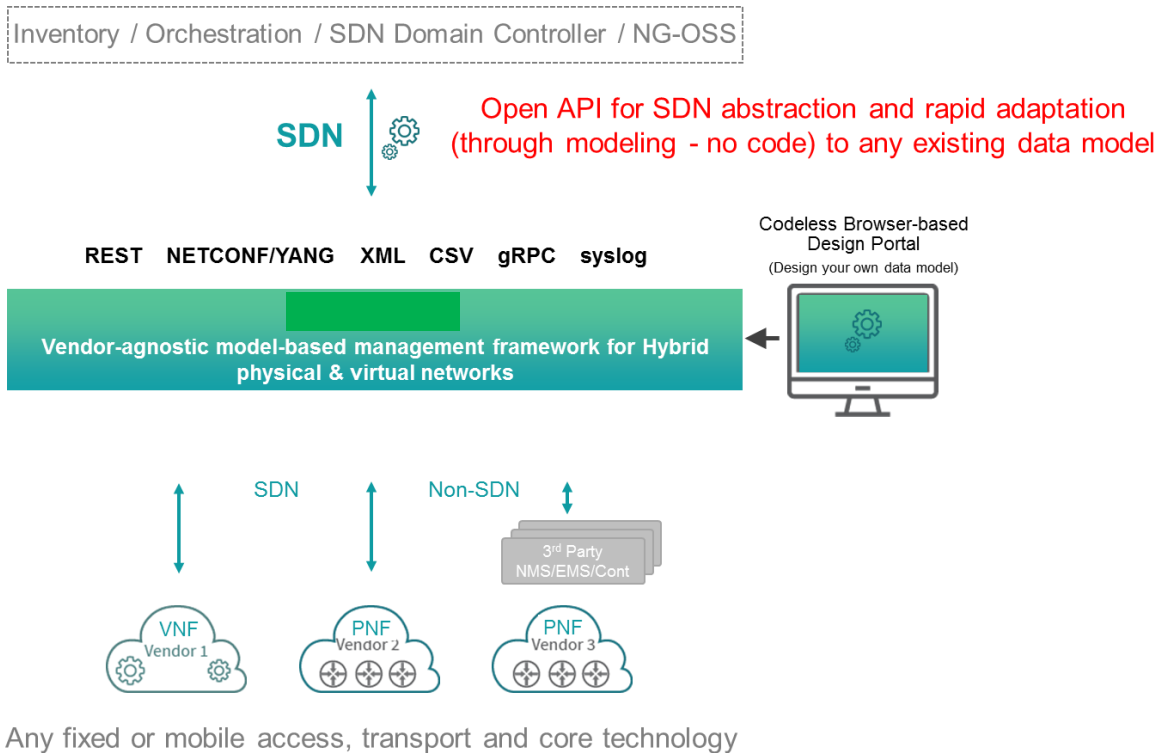 Inventory / Orchestration / SDN Domain Controller / NG-OSS
SDN
Open API for SDN abstraction and rapid adaptation
(through modeling - no code) to any existing data model
REST NETCONF/YANG XML CSV gRPC syslog
Codeless Browser-based
Design Portal
(Design your own data model)
Vendor-agnostic model-based management framework for Hybrid
physical & virtual networks
SDN
Non-SDN
3rd Party
NMS/EMS/Cont
VNF
Vendor 1
PNF
Vendor 2
PNF
Vendor 3
Any fixed or mobile access, transport and core technology